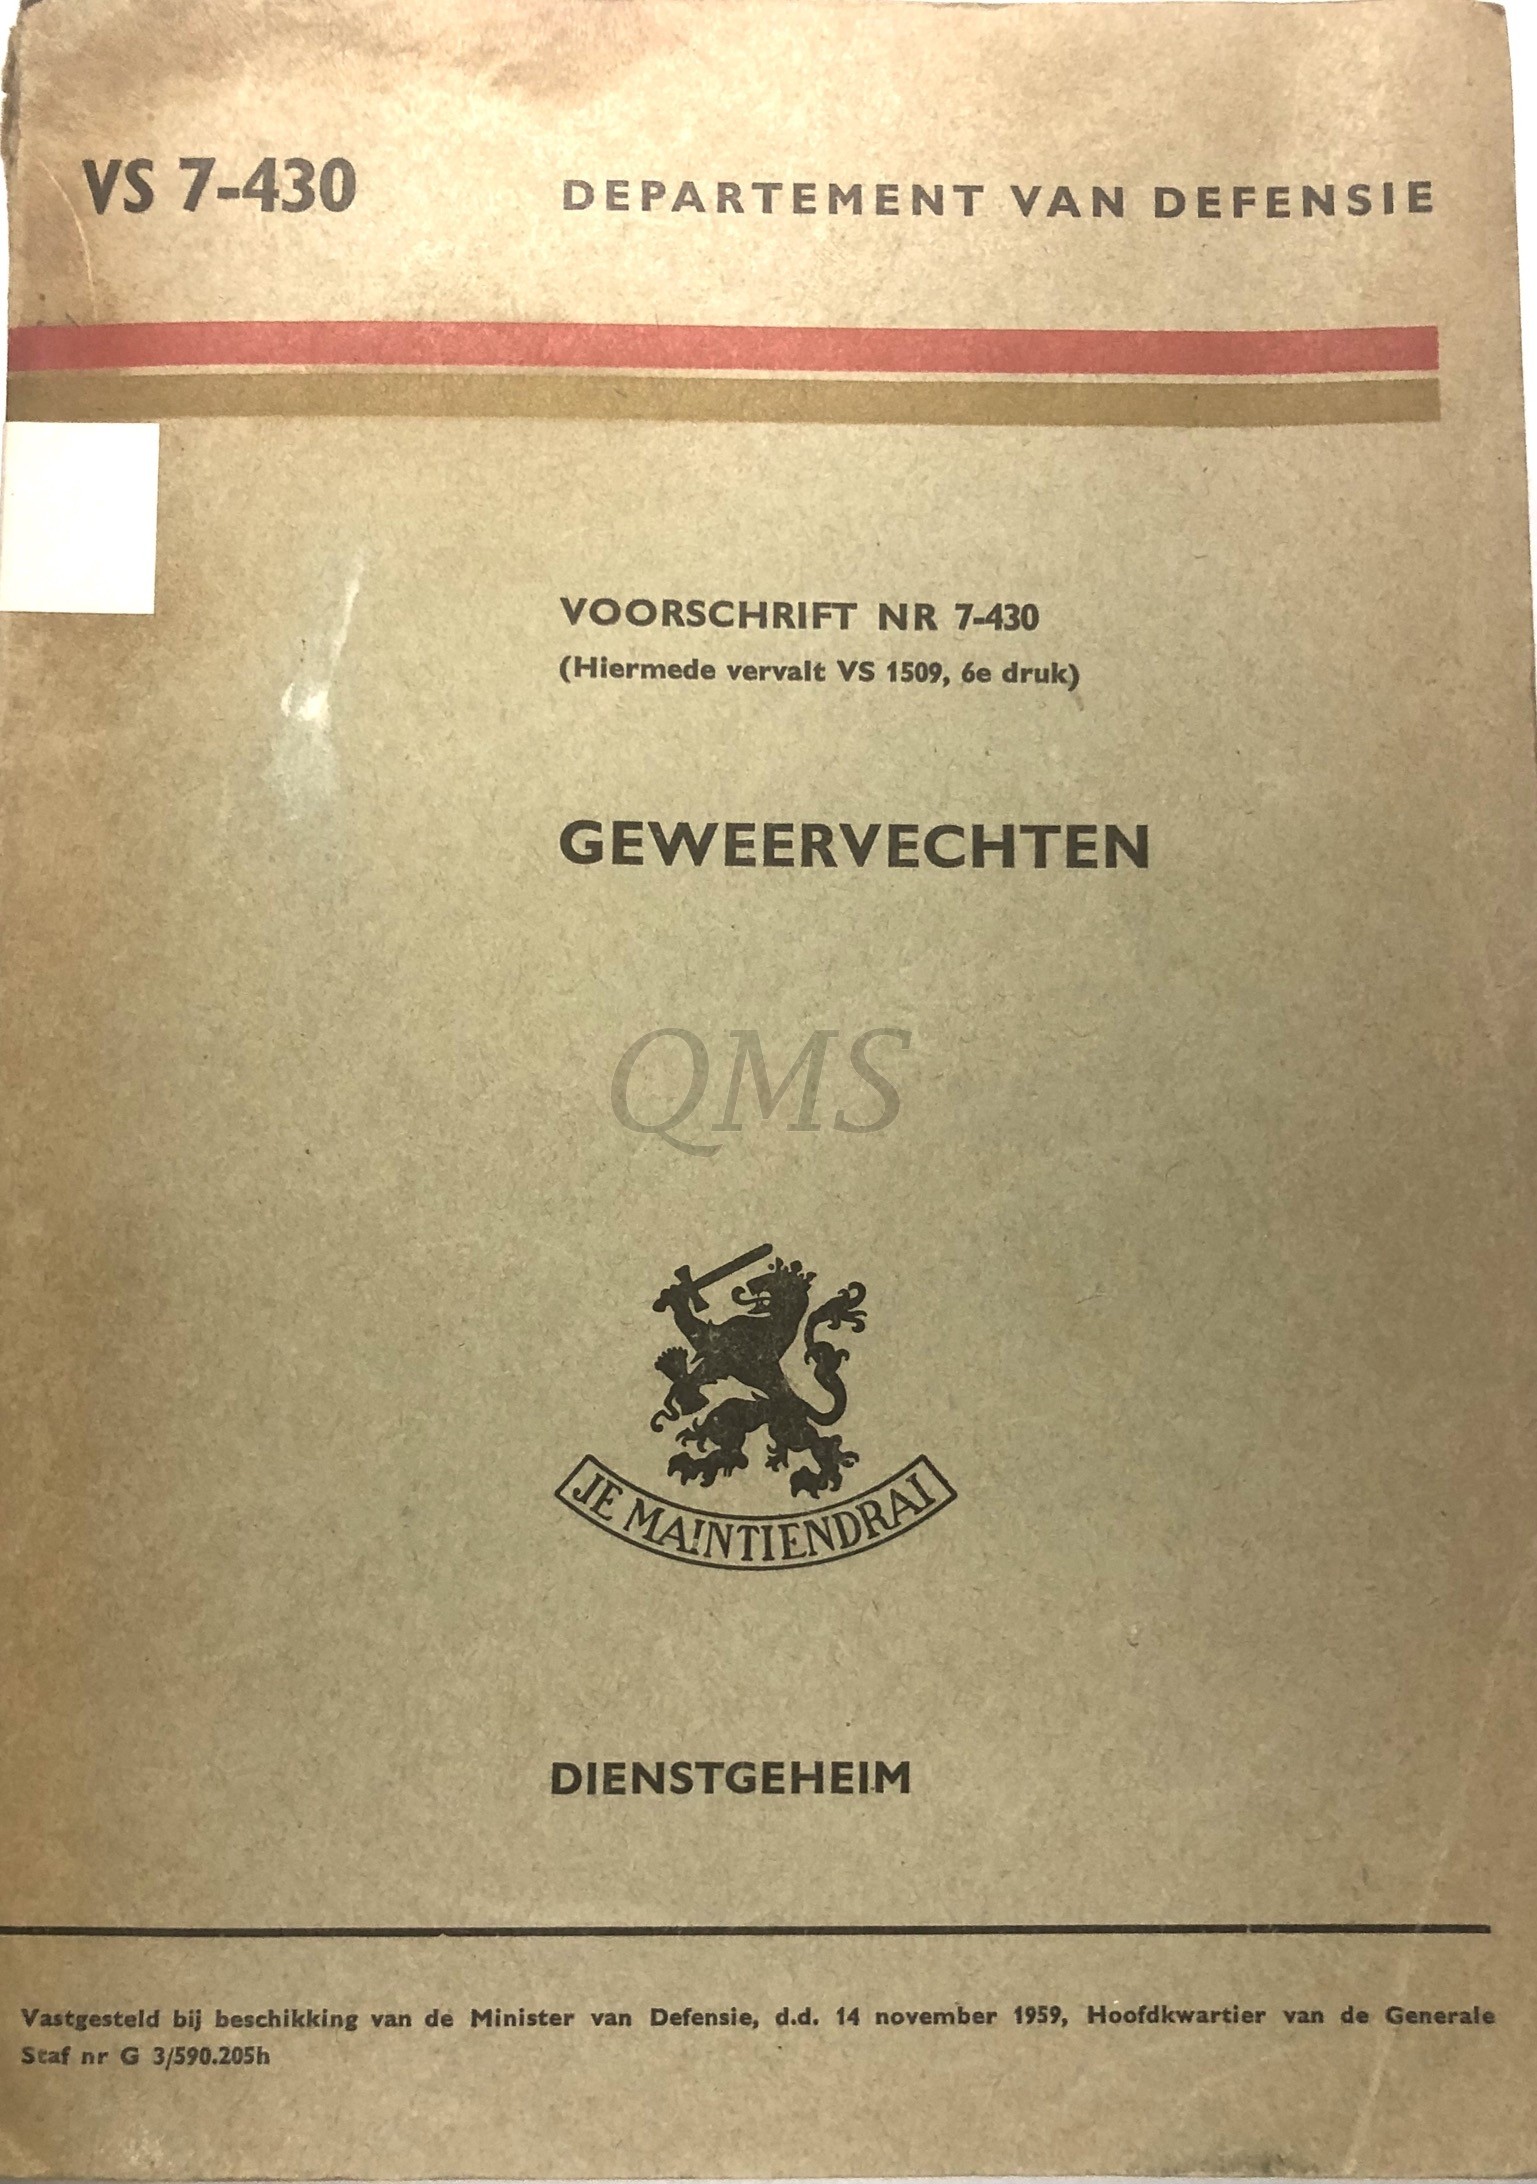 VS 7-430
DEPARTEMENT VAN DEFENSIE
VOORSCHRIFT NR 7-430
(Hiermede vervalt VS 1509, 6e druk)
GEWEERVECHTEN
QMS
JE MAINTIENDRAI
DIENSTGEHEIM
Vastgesteld bij beschikking van de Minister van Defensie, d.d. 14 november 1959, Hoofdkwartier van de Generale
Staf nr G 3/590.205h